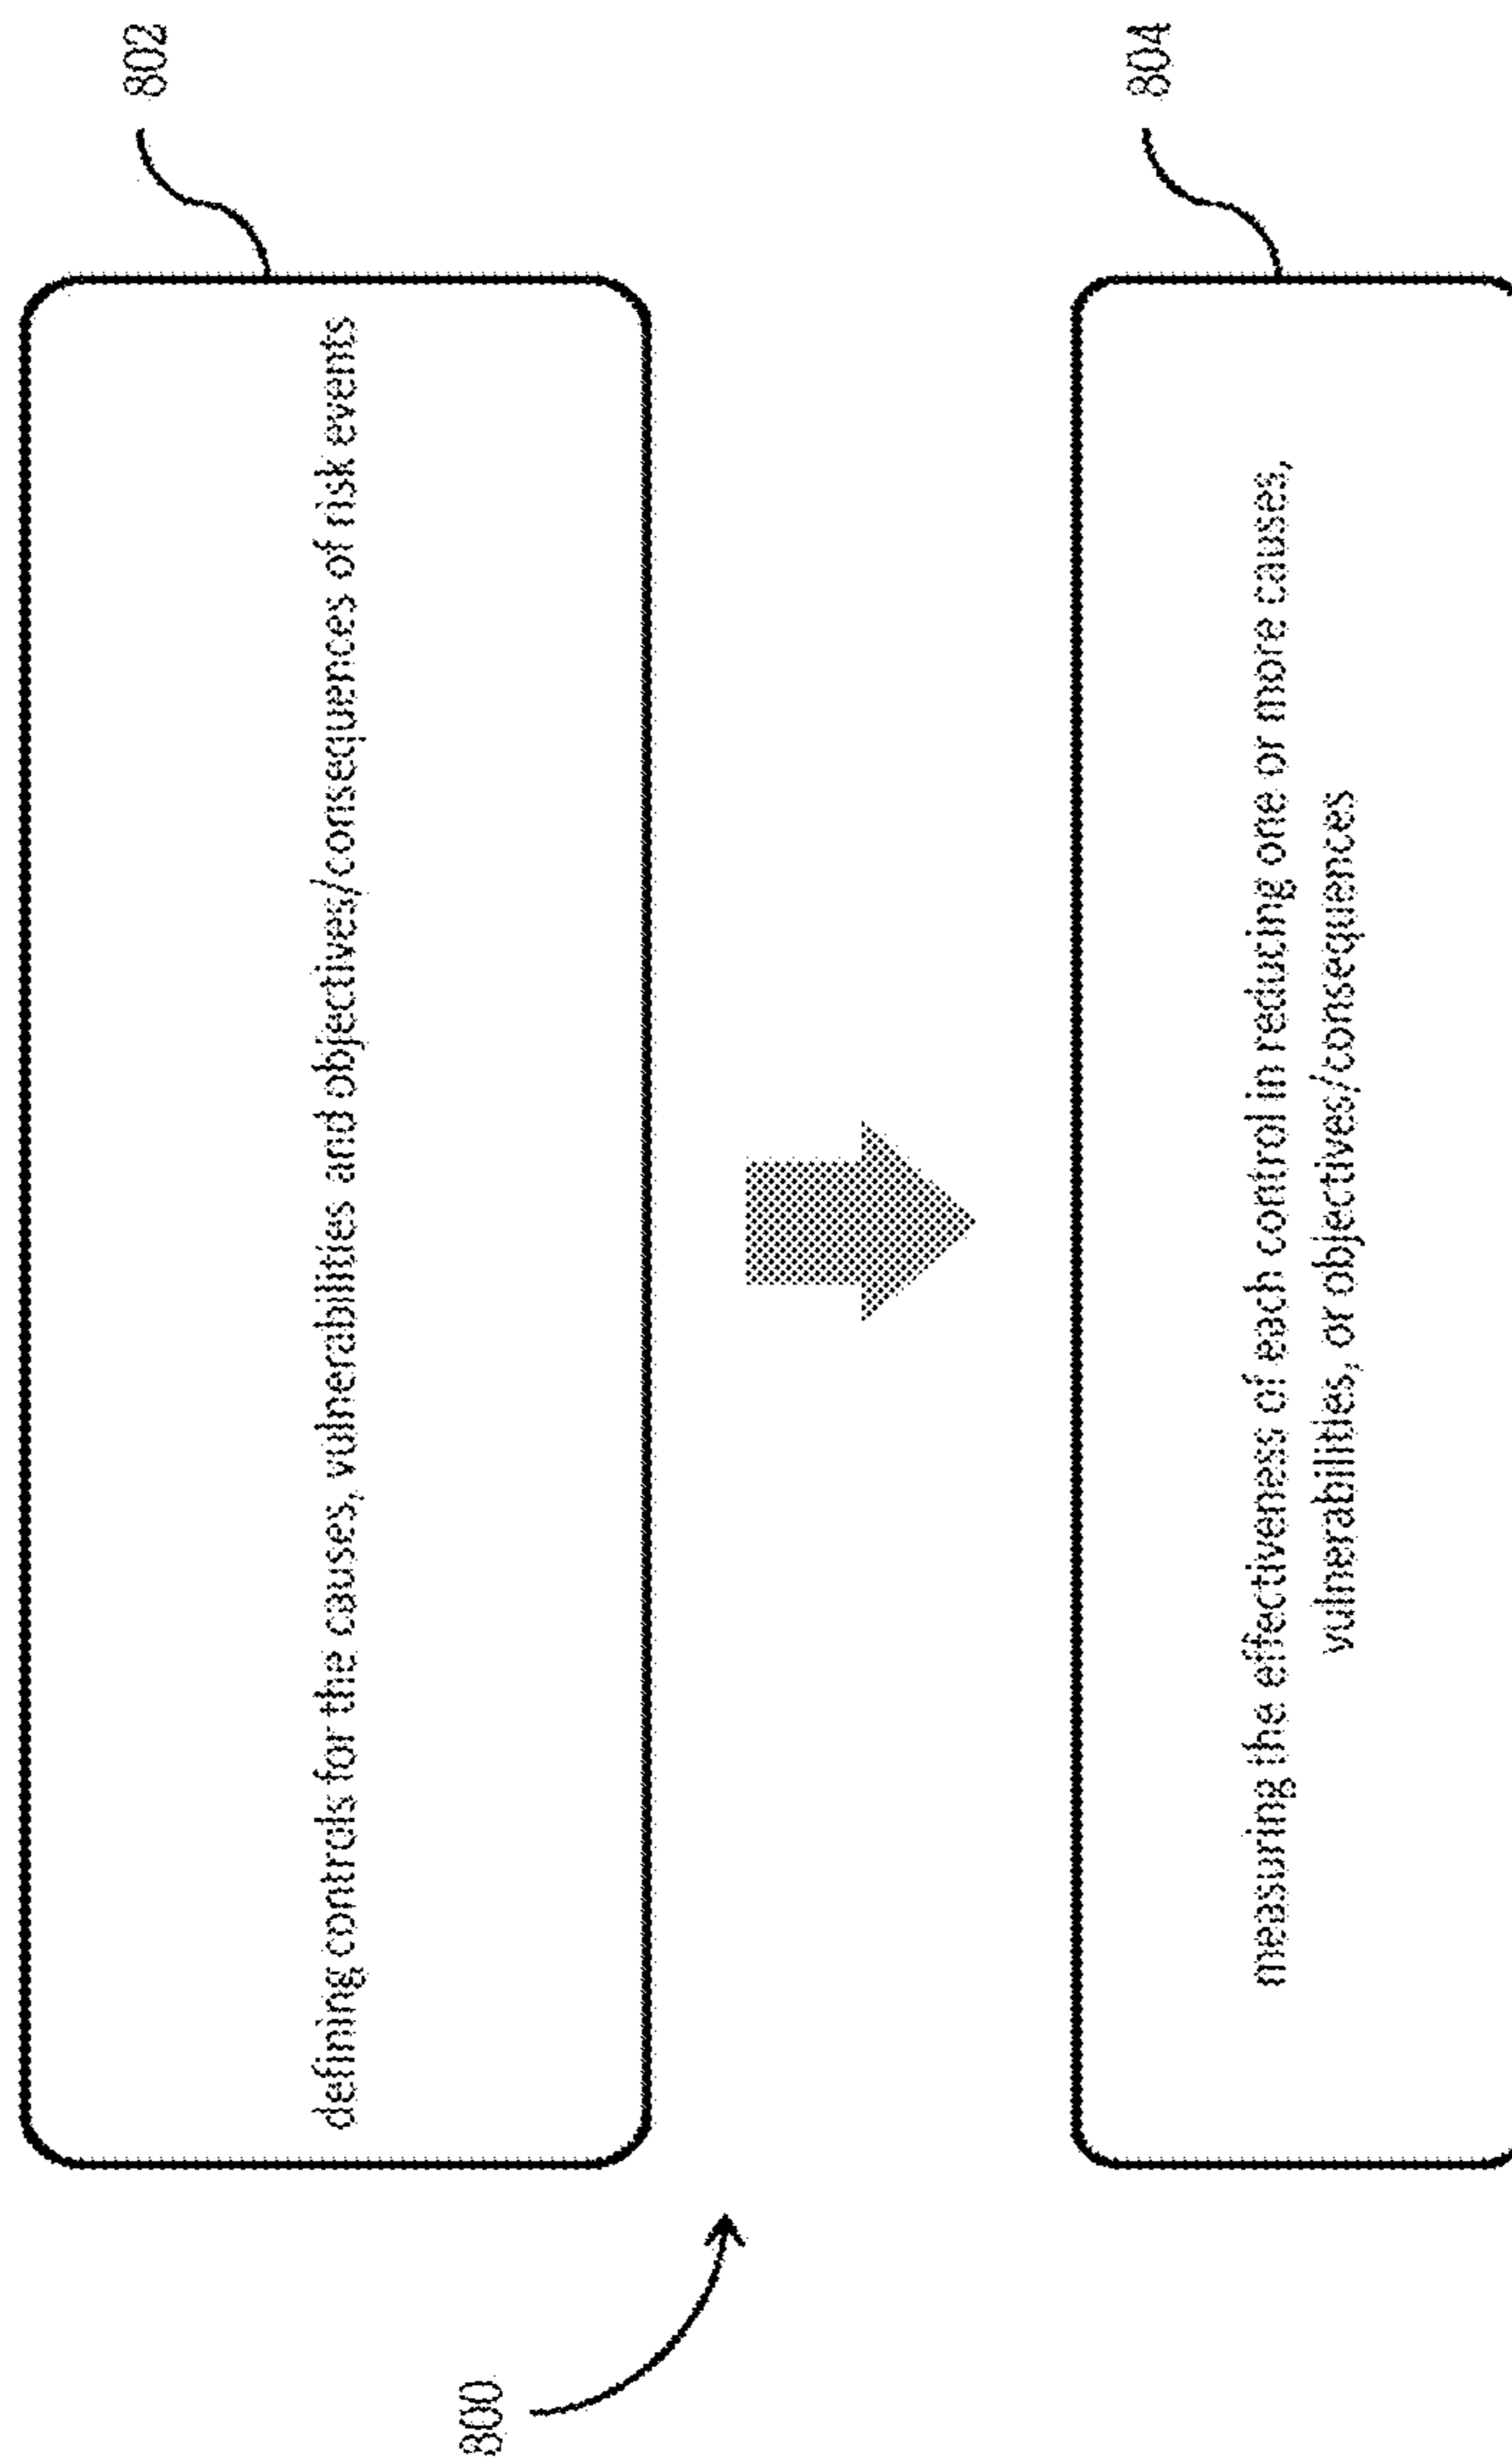 802
defining controls for the causes, vulnerabilities and objectives/consequences of risk events
800
804
measuring the effectiveness of each control in reducing one or more causes,
vulnerabilities, or objectives/consequences